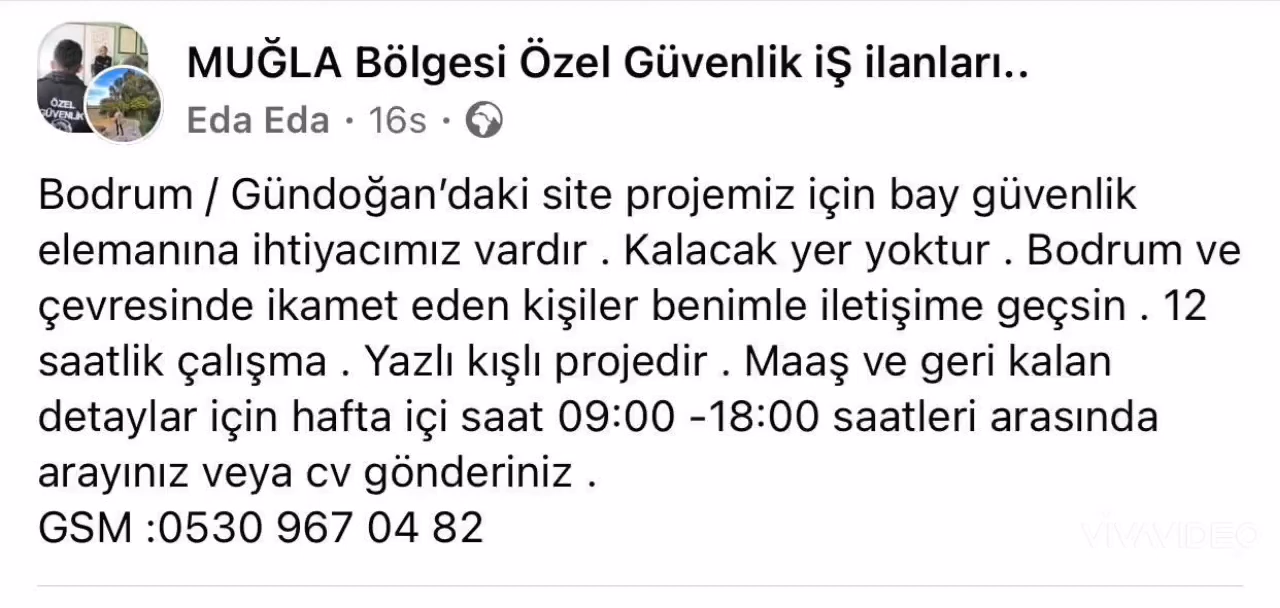 MUĞLA Bölgesi Özel Güvenlik iŞ ilanları..
Eda Eda · 16s ·
ÖZEL
GÜVENLİK
Bodrum / Gündoğan’daki site projemiz için bay güvenlik
elemanına ihtiyacımız vardır . Kalacak yer yoktur . Bodrum ve
çevresinde ikamet eden kişiler benimle iletişime geçsin . 12
saatlik çalışma . Yazlı kışlı projedir . Maaş ve geri kalan
detaylar için hafta içi saat 09:00 -18:00 saatleri arasında
arayınız veya cv gönderiniz .
GSM :0530 967 04 82
VIVAVIDEO